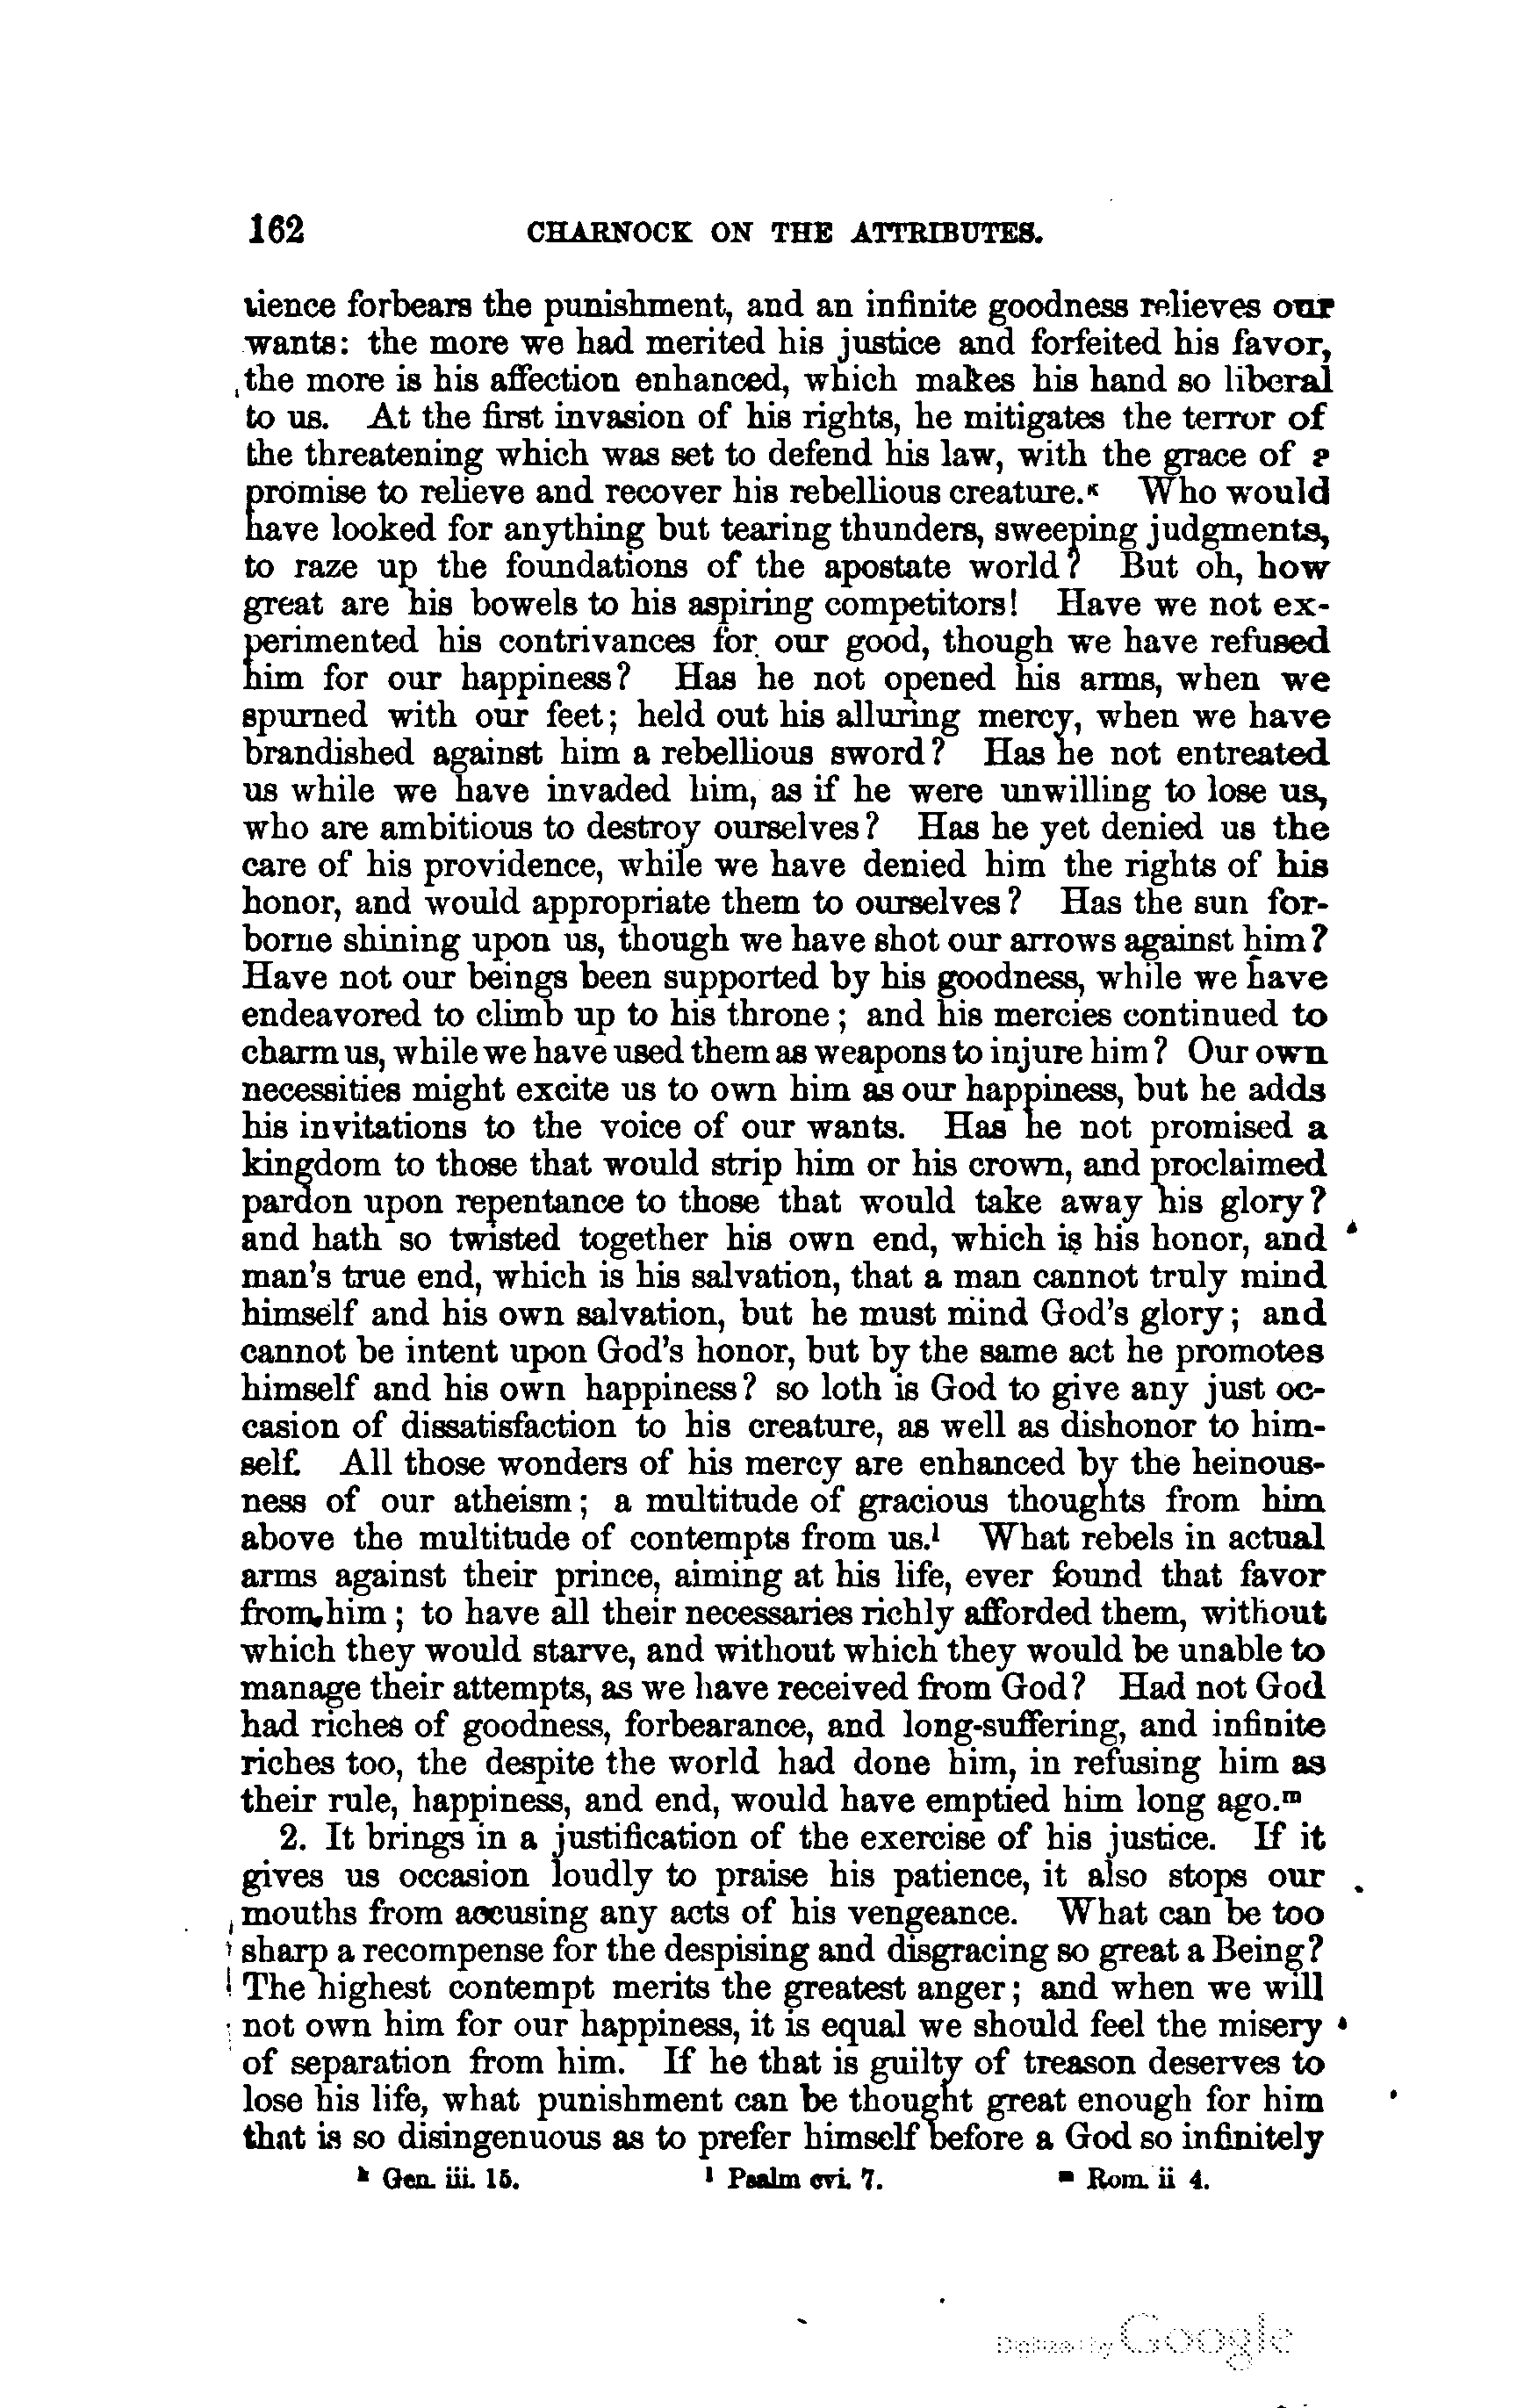 162 CHARNOCK ON THE ATTRIBUTES.
tience forbears the punishment, and an infinite goodness relieves our
wants: the more we had merited his justice and forfeited his favor,
the more is his affection enhanced, which makes his hand so liberal
to us. At the first invasion of his rights, he mitigates the terror of
the threatening which was set to defend his law, with the grace of a
promise to relieve and recover his rebellious creature.k Who would
have looked for anything but tearing thunders, sweeping judgments,
to raze up the foundations of the apostate world? But oh, how
great are his bowels to his aspiring competitors! Have we not ex-
perimented his contrivances for our good, though we have refused
him for our happiness? Has he not opened his arms, when we
spurned with our feet; held out his alluring mercy, when we have
brandished against him a rebellious sword? Has he not entreated
us while we have invaded him, as if he were unwilling to lose us,
who are ambitious to destroy ourselves? Has he yet denied us the
care of his providence, while we have denied him the rights of his
honor, and would appropriate them to ourselves? Has the sun for-
borne shining upon us, though we have shot our arrows against him?
Have not our beings been supported by his goodness, while we have
endeavored to climb up to his throne; and his mercies continued to
charm us, while we have used them as weapons to injure him? Our own
necessities might excite us to own him as our happiness, but he adds
his invitations to the voice of our wants. Has he not promised a
kingdom to those that would strip him or his crown, and proclaimed
pardon upon repentance to those that would take away his glory?
and hath so twisted together his own end, which is his honor, and
man's true end, which is his salvation, that a man cannot truly mind
himself and his own salvation, but he must mind God's glory; and
cannot be intent upon God's honor, but by the same act he promotes
himself and his own happiness? so loth is God to give any just oc-
casion of dissatisfaction to his creature, as well as dishonor to him-
self. All those wonders of his mercy are enhanced by the heinous-
ness of our atheism; a multitude of gracious thoughts from him
above the multitude of contempts from us.l What rebels in actual
arms against their prince, aiming at his life, ever found that favor
from him; to have all their necessaries richly afforded them, without
which they would starve, and without which they would be unable to
manage their attempts, as we have received from God? Had not God
had riches of goodness, forbearance, and long-suffering, and infinite
riches too, the despite the world had done him, in refusing him as
their rule, happiness, and end, would have emptied him long ago.m
2. It brings in a justification of the exercise of his justice. If it
gives us occasion loudly to praise his patience, it also stops our
mouths from accusing any acts of his vengeance. What can be too
sharp a recompense for the despising and disgracing so great a Being?
The highest contempt merits the greatest anger; and when we will
not own him for our happiness, it is equal we should feel the misery
of separation from him. If he that is guilty of treason deserves to
lose his life, what punishment can be thought great enough for him
that is so disingenuous as to prefer himself before a God so infinitely
k Gen. iii. 15. l Psalm cvi. 7. m Rom. ii 4.
Digitized by Google